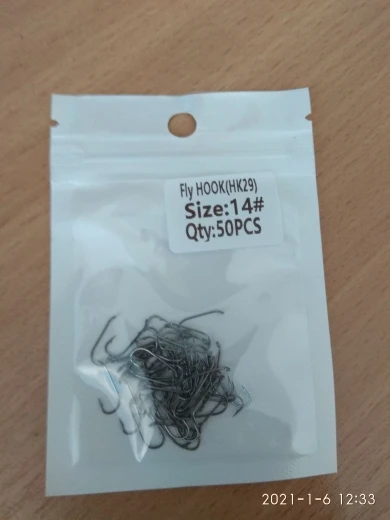 Fly HOOK(HK29)
Size:14#
Qty:50PCS
2021-1-6 12:33